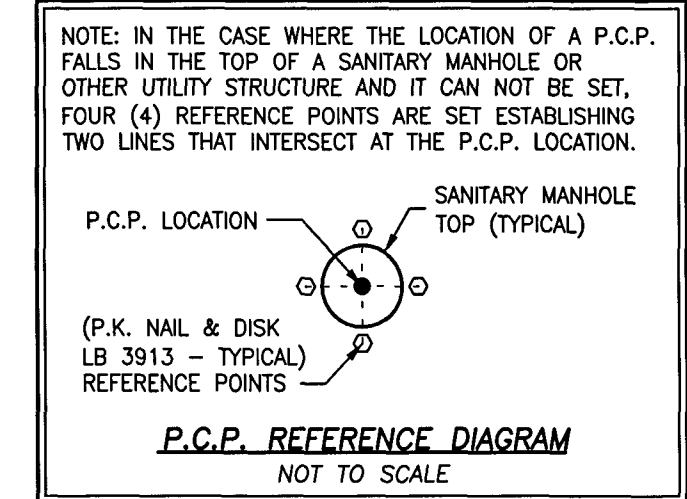 NOTE: IN THE CASE WHERE THE LOCATION OF A P.C.P.
FALLS IN THE TOP OF A SANITARY MANHOLE OR
OTHER UTILITY STRUCTURE AND IT CAN NOT BE SET,
FOUR (4) REFERENCE POINTS ARE SET ESTABLISHING
TWO LINES THAT INTERSECT AT THE P.C.P. LOCATION.
SANITARY MANHOLE
TOP (TYPICAL)
P.C.P. LOCATION
(P.K. NAIL & DISK
LB 3913 – TYPICAL)
REFERENCE POINTS
P.C.P. REFERENCE DIAGRAM
NOT TO SCALE